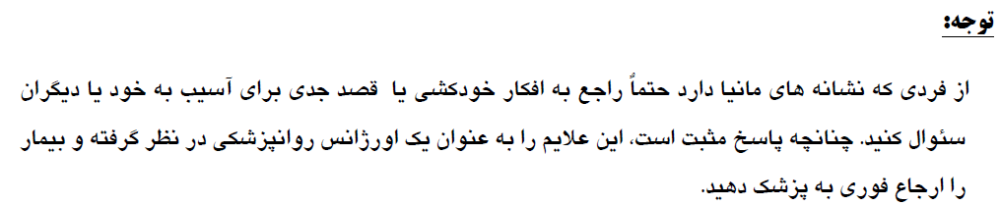 توجه:
از فردی که نشانه های مانیا دارد حتماٌ راجع به افکار خودکشی یا قصد جدی برای آسیب به خود یا دیگران
سئوال کنید. چنانچه پاسخ مثبت است، این علایم را به عنوان یک اورژانس روانپزشکی در نظر گرفته و بیمار
را ارجاع فوری به پزشک دهید.